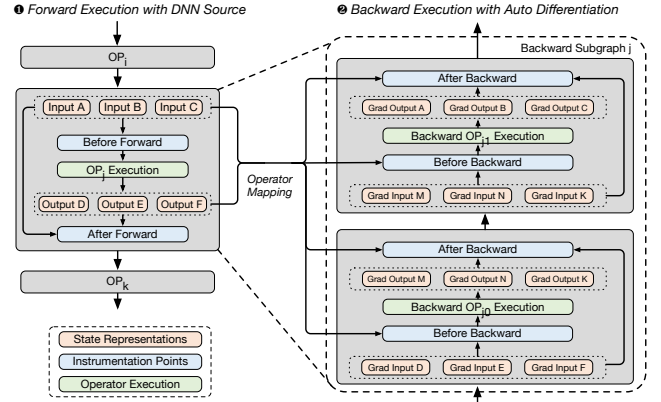 ❶ Forward Execution with DNN Source
OPi
Input A Input B Input C
Before Forward
OPj Execution
Output D Output E Output F
After Forward
OPk
State Representations
Instrumentation Points
Operator Execution
Operator
Mapping
❷ Backward Execution with Auto Differentiation
Backward Subgraph j
After Backward
Grad Output A Grad Output B Grad Output C
Backward OPj1 Execution
Before Backward
Grad Input M Grad Input N Grad Input K
After Backward
Grad Output M Grad Output N Grad Output K
Backward OPj0 Execution
Before Backward
Grad Input D Grad Input E Grad Input F